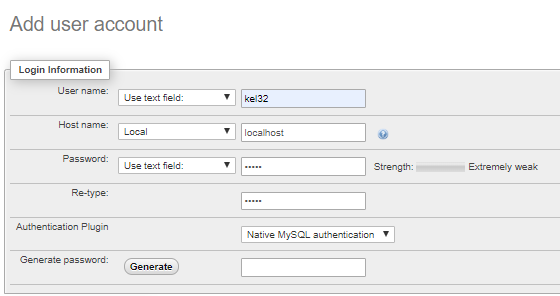 Add user account
Login Information
User name: Use text field: kel32
Host name: Local localhost
Password: Use text field: ••••• Strength: Extremely weak
Re-type: •••••
Authentication Plugin Native MySQL authentication
Generate password: Generate